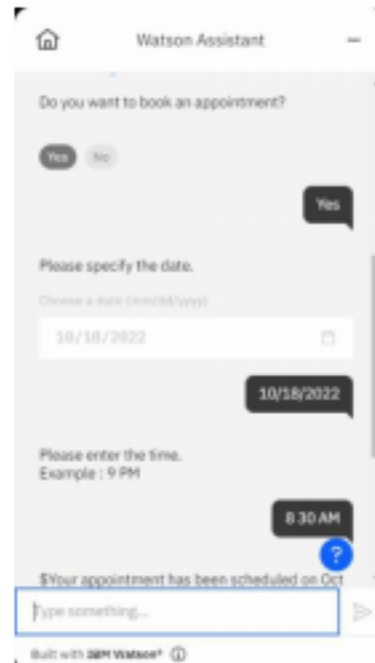 Watson Assistant
Do you want to book an appointment?
Yes No
Yes
Please specify the date.
Choose a date (mm/dd/yyyy)
10/18/2022
10/18/2022
Please enter the time.
Example : 9 PM
8 30 AM
?
$Your appointment has been scheduled on Oct
Type something...
Built with IBM Watson®